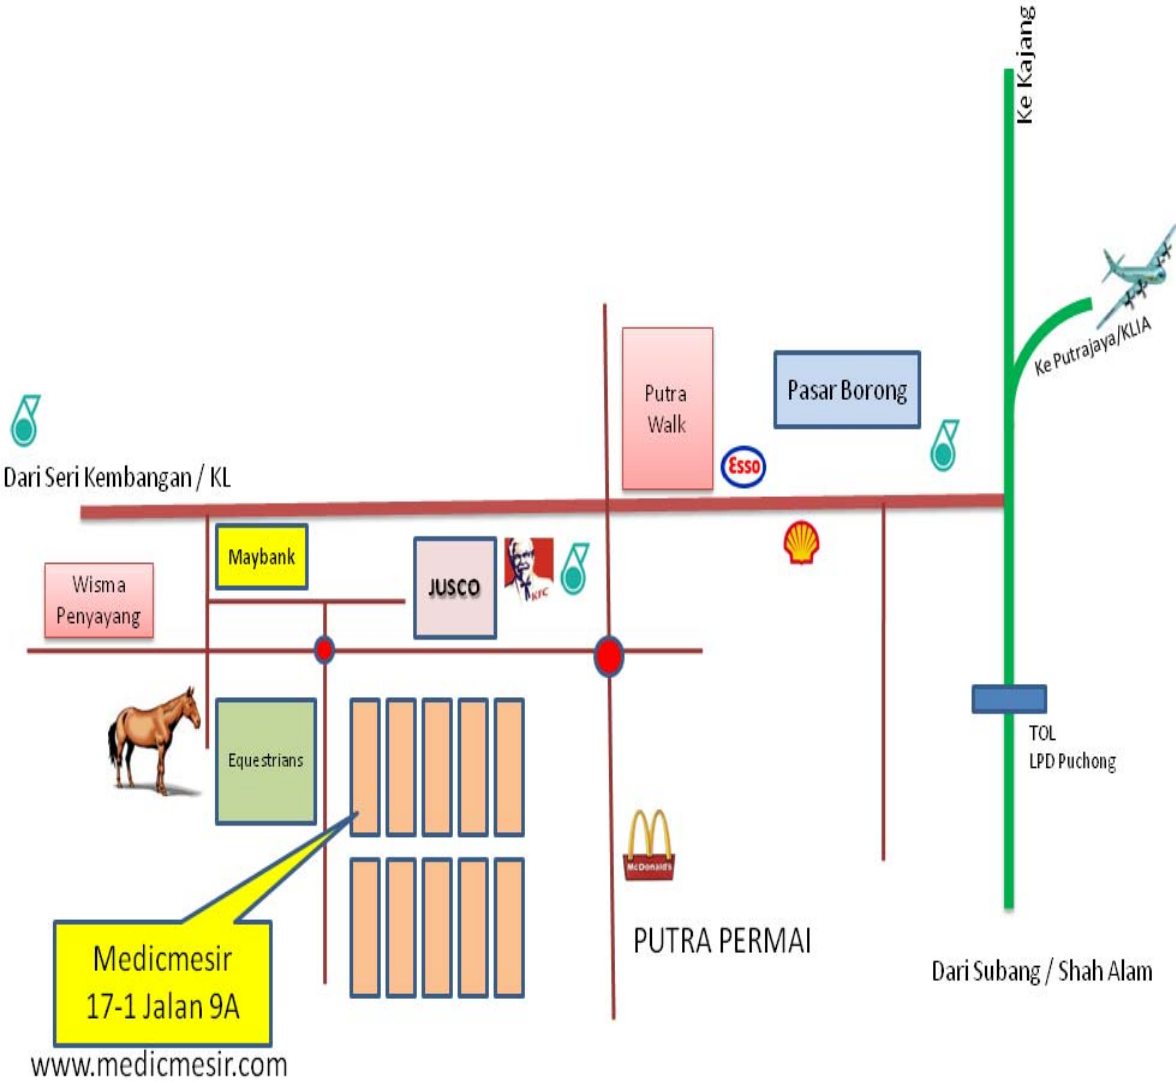 Ke Kajang
Ke Putrajaya/KLIA
Putra
Walk
Pasar Borong
Esso
Dari Seri Kembangan / KL
Maybank
JUSCO
KFC
Wisma
Penyayang
Equestrians
TOL
LPD Puchong
McDonald's
PUTRA PERMAI
Dari Subang / Shah Alam
Medicmesir
17-1 Jalan 9A
www.medicmesir.com